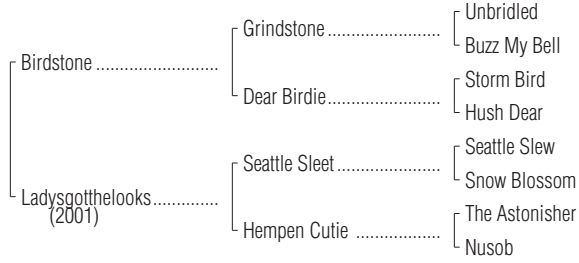 Unbridled
Grindstone ........................
Buzz My Bell
Birdstone ..........................
Storm Bird
Dear Birdie ........................
Hush Dear
Seattle Slew
Seattle Sleet ......................
Snow Blossom
Ladysgotthelooks ..............
(2001)
The Astonisher
Hempen Cutie ..................
Nusob